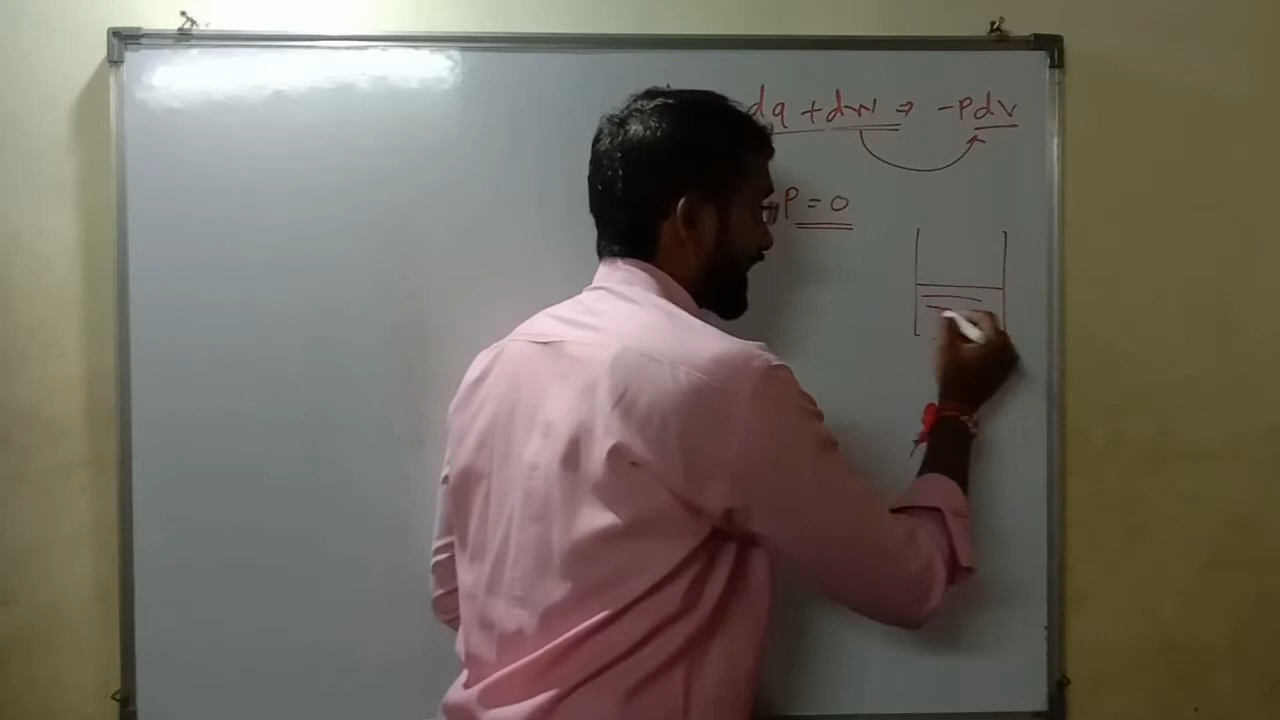 dq + dw ⇒ -Pdv
P = 0